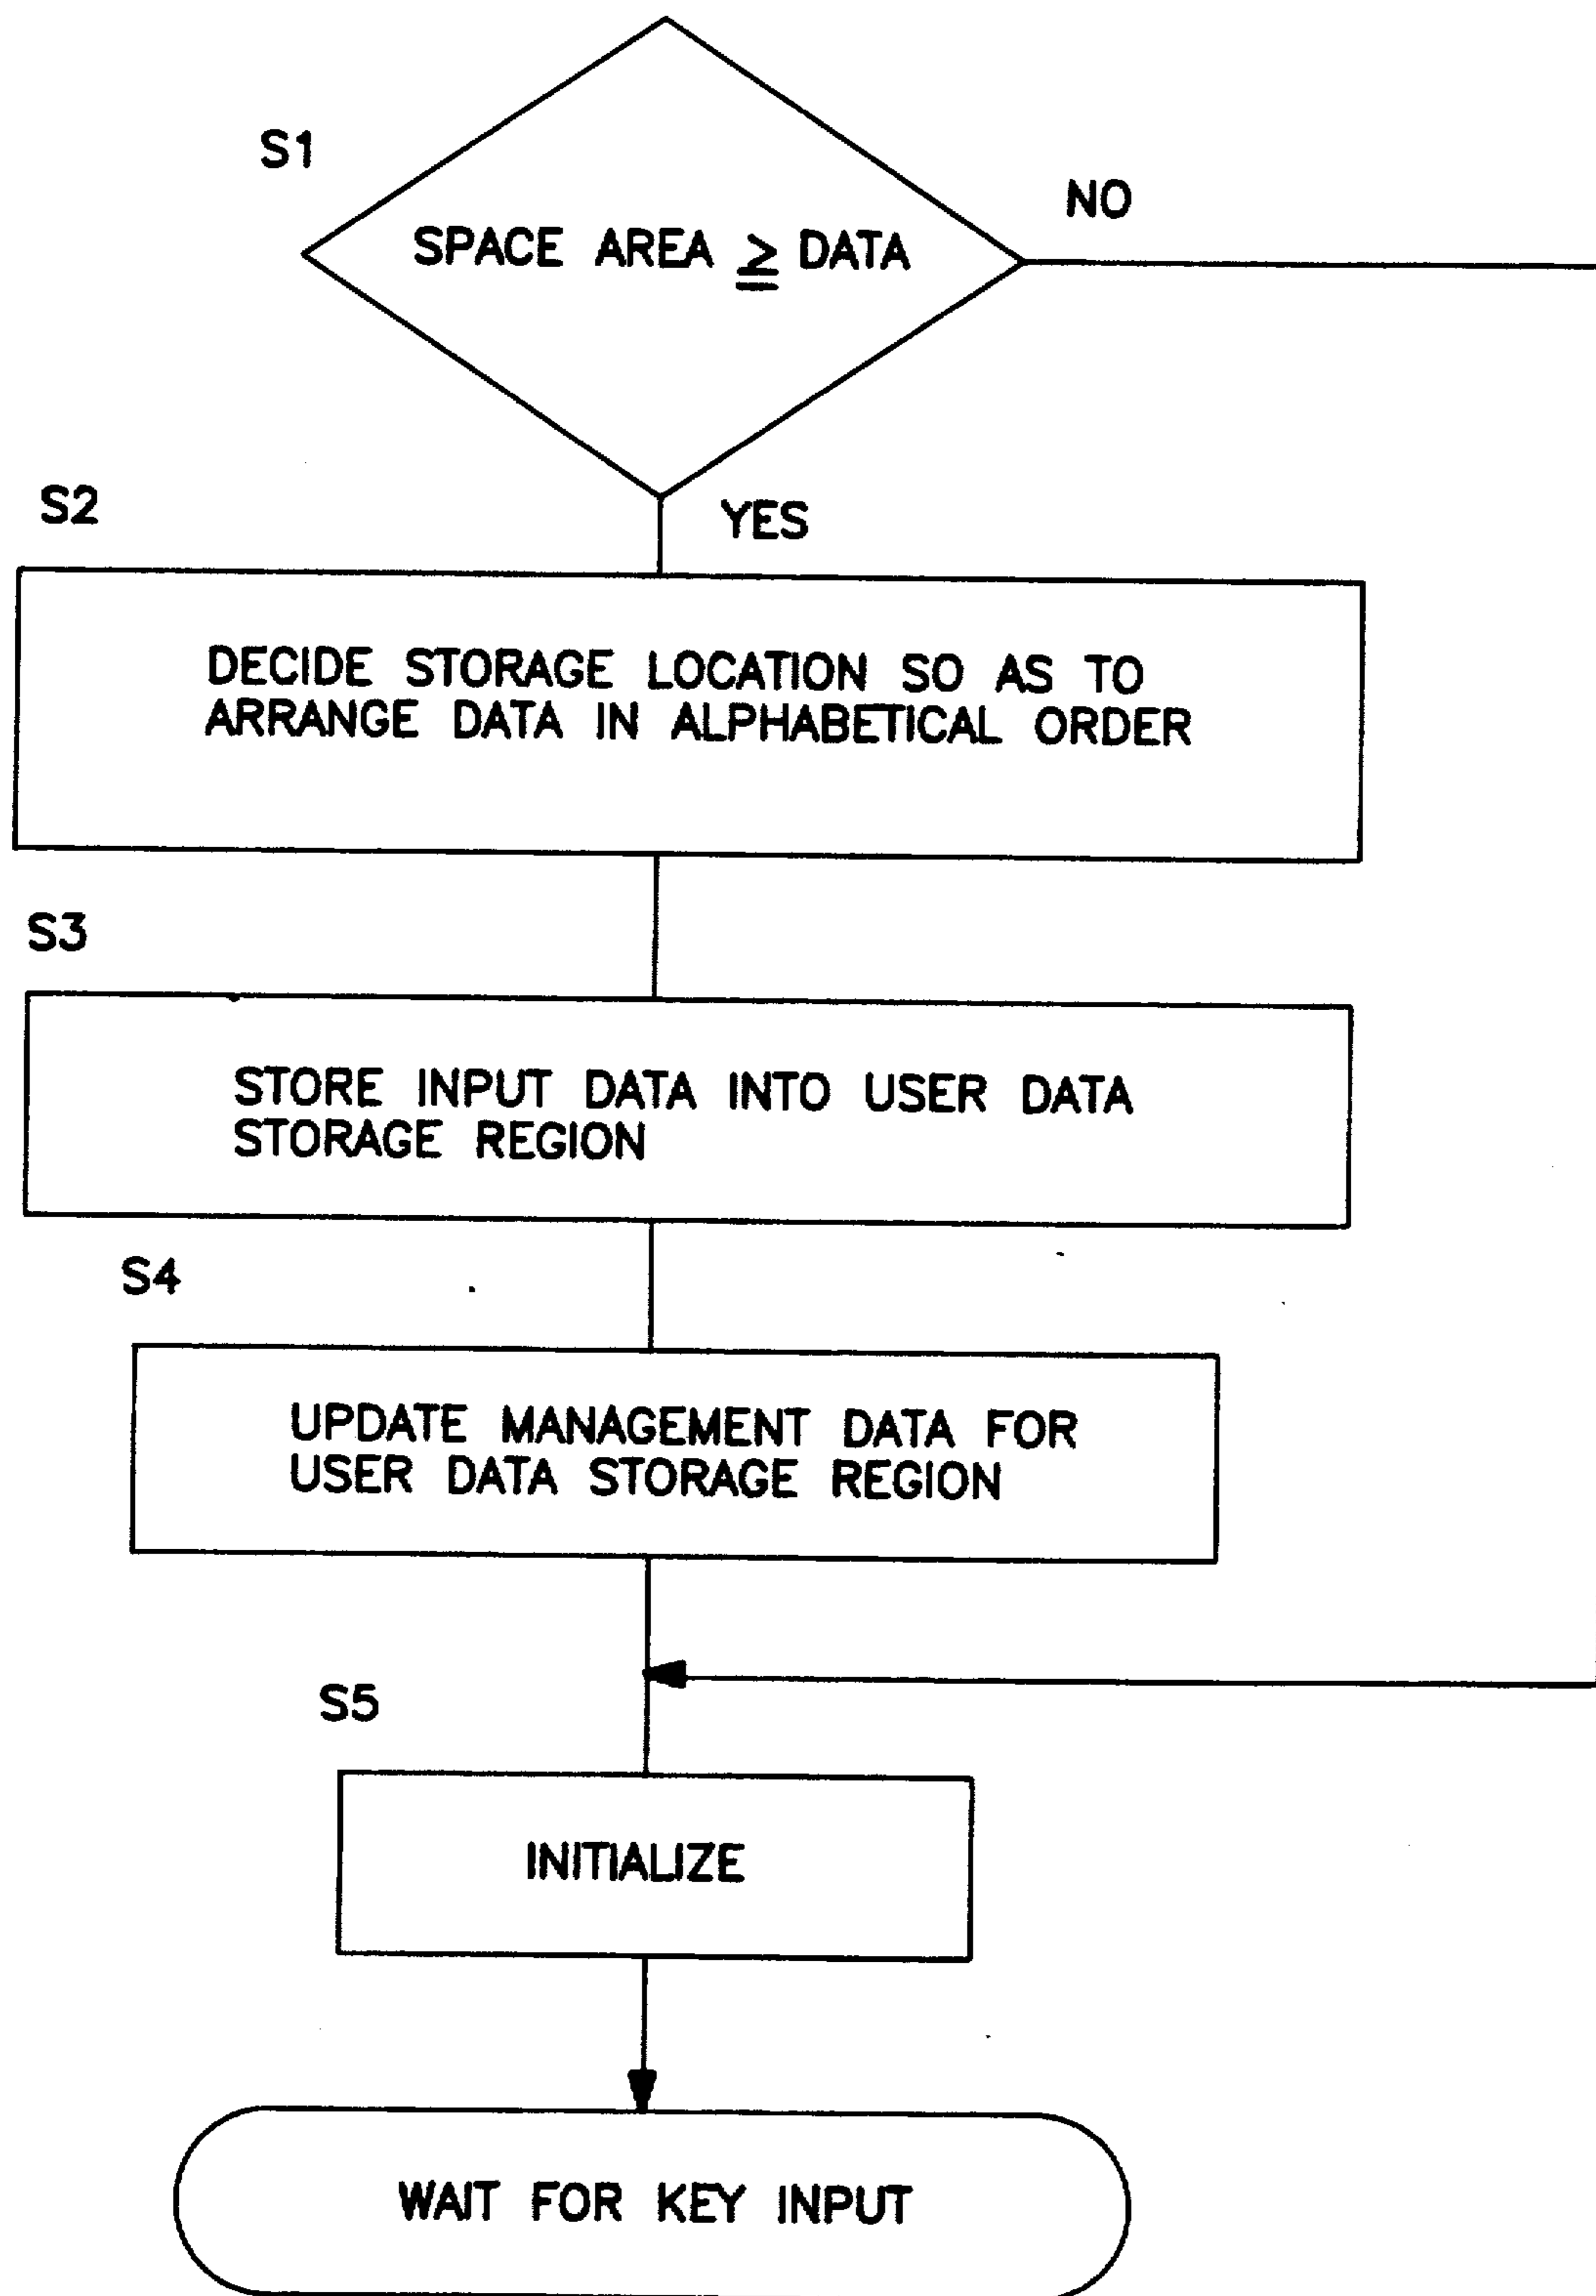 S1
SPACE AREA ≧ DATA
NO
S2
YES
DECIDE STORAGE LOCATION SO AS TO
ARRANGE DATA IN ALPHABETICAL ORDER
S3
STORE INPUT DATA INTO USER DATA
STORAGE REGION
S4
UPDATE MANAGEMENT DATA FOR
USER DATA STORAGE REGION
S5
INITIALIZE
WAIT FOR KEY INPUT